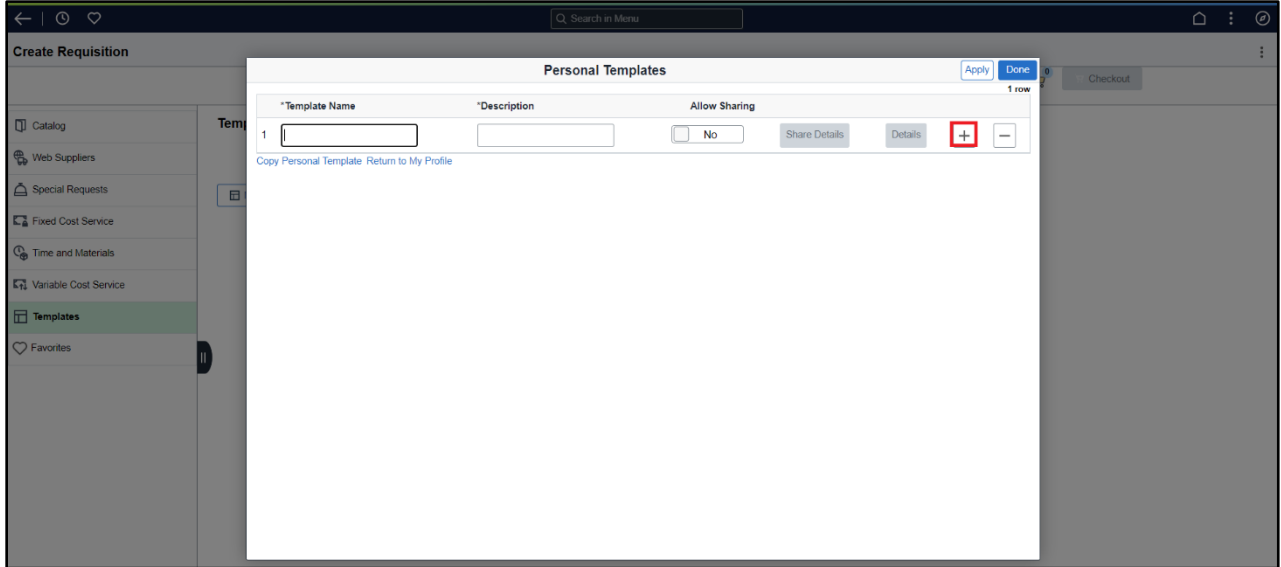 Search in Menu
Create Requisition
Personal Templates
Apply
Done
0
Checkout
1 row
*Template Name
*Description
Allow Sharing
Catalog
1
No
Share Details
Details
Web Suppliers
Copy Personal Template Return to My Profile
Special Requests
Fixed Cost Service
Time and Materials
Variable Cost Service
Templates
Favorites